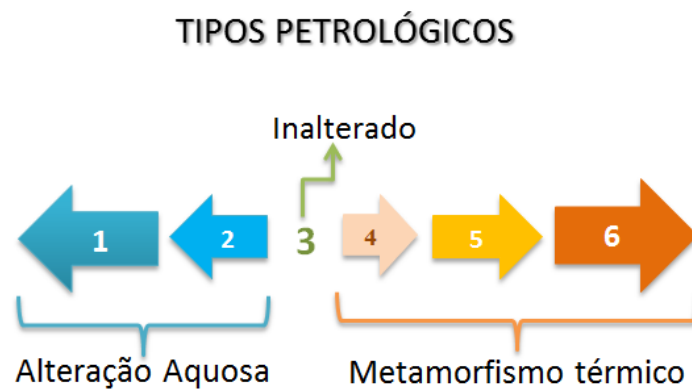 TIPOS PETROLÓGICOS
Inalterado
1 2 3 4 5 6
Alteração Aquosa Metamorfismo térmico